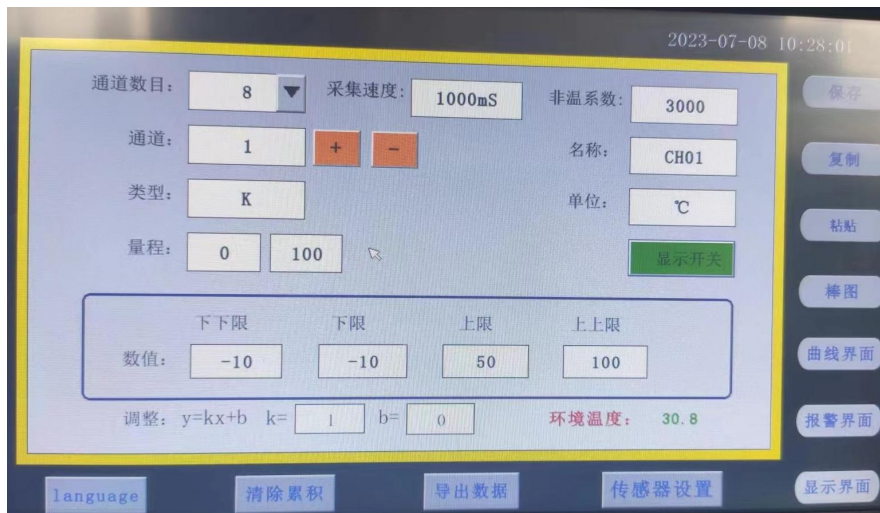 2023-07-08 10:28:01
通道数目： 8 ▼ 采集速度： 1000mS 非温系数： 3000
通道： 1 + - 名称： CH01
类型： K 单位： ℃
量程： 0 100 显示开关
下下限 下限 上限 上上限
数值： -10 -10 50 100
调整： y=kx+b k= 1 b= 0 环境温度： 30.8
保存
复制
粘贴
棒图
曲线界面
报警界面
显示界面
language 清除累积 导出数据 传感器设置